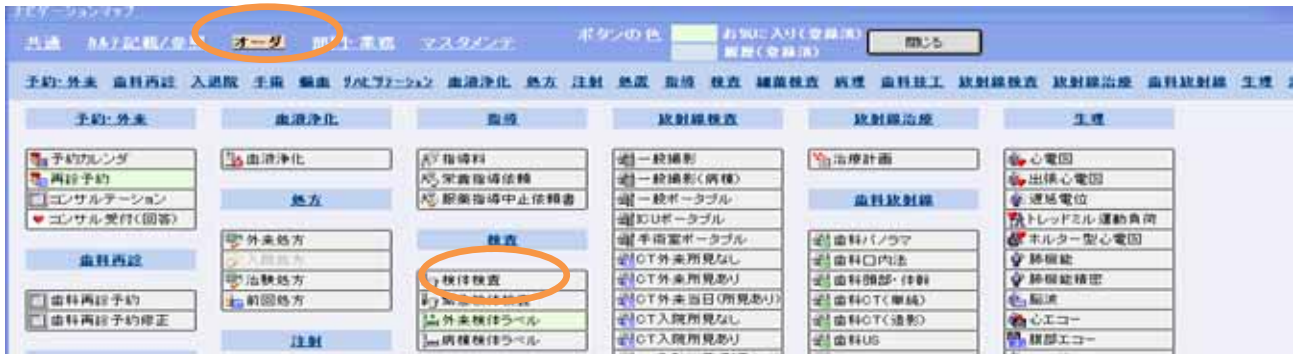 ナビゲーションマップ
共通 カルテ記載/参照 オーダ 部門・業務 マスタメンテ ボタンの色 お気に入り(登録済) 閉じる
履歴(登録済)
予約・外来 歯科再診 入退院 手術 輸血 リハビリテーション 血液浄化 処方 注射 処置 指導 検査 細菌検査 病理 歯科技工 放射線検査 放射線治療 歯科放射線 生理
予約・外来
予約カレンダ
再診予約
コンサルテーション
コンサル受付(回答)
歯科再診
歯科再診予約
歯科再診予約修正
血液浄化
血液浄化
処方
外来処方
入院処方
治験処方
前回処方
注射
指導
指導料
栄養指導依頼
服薬指導中止依頼書
検査
検体検査
緊急検体検査
外来検体ラベル
病棟検体ラベル
放射線検査
一般撮影
一般撮影(病棟)
一般ポータブル
ICUポータブル
手術室ポータブル
CT外来所見なし
CT外来所見あり
CT外来当日(所見あり)
CT入院所見なし
CT入院所見あり
放射線治療
治療計画
歯科放射線
歯科パノラマ
歯科口内法
歯科頭部・体幹
歯科CT(単純)
歯科CT(造影)
歯科US
生理
心電図
出張心電図
遅延電位
トレッドミル運動負荷
ホルター型心電図
肺機能
肺機能精密
脳波
心エコー
腹部エコー